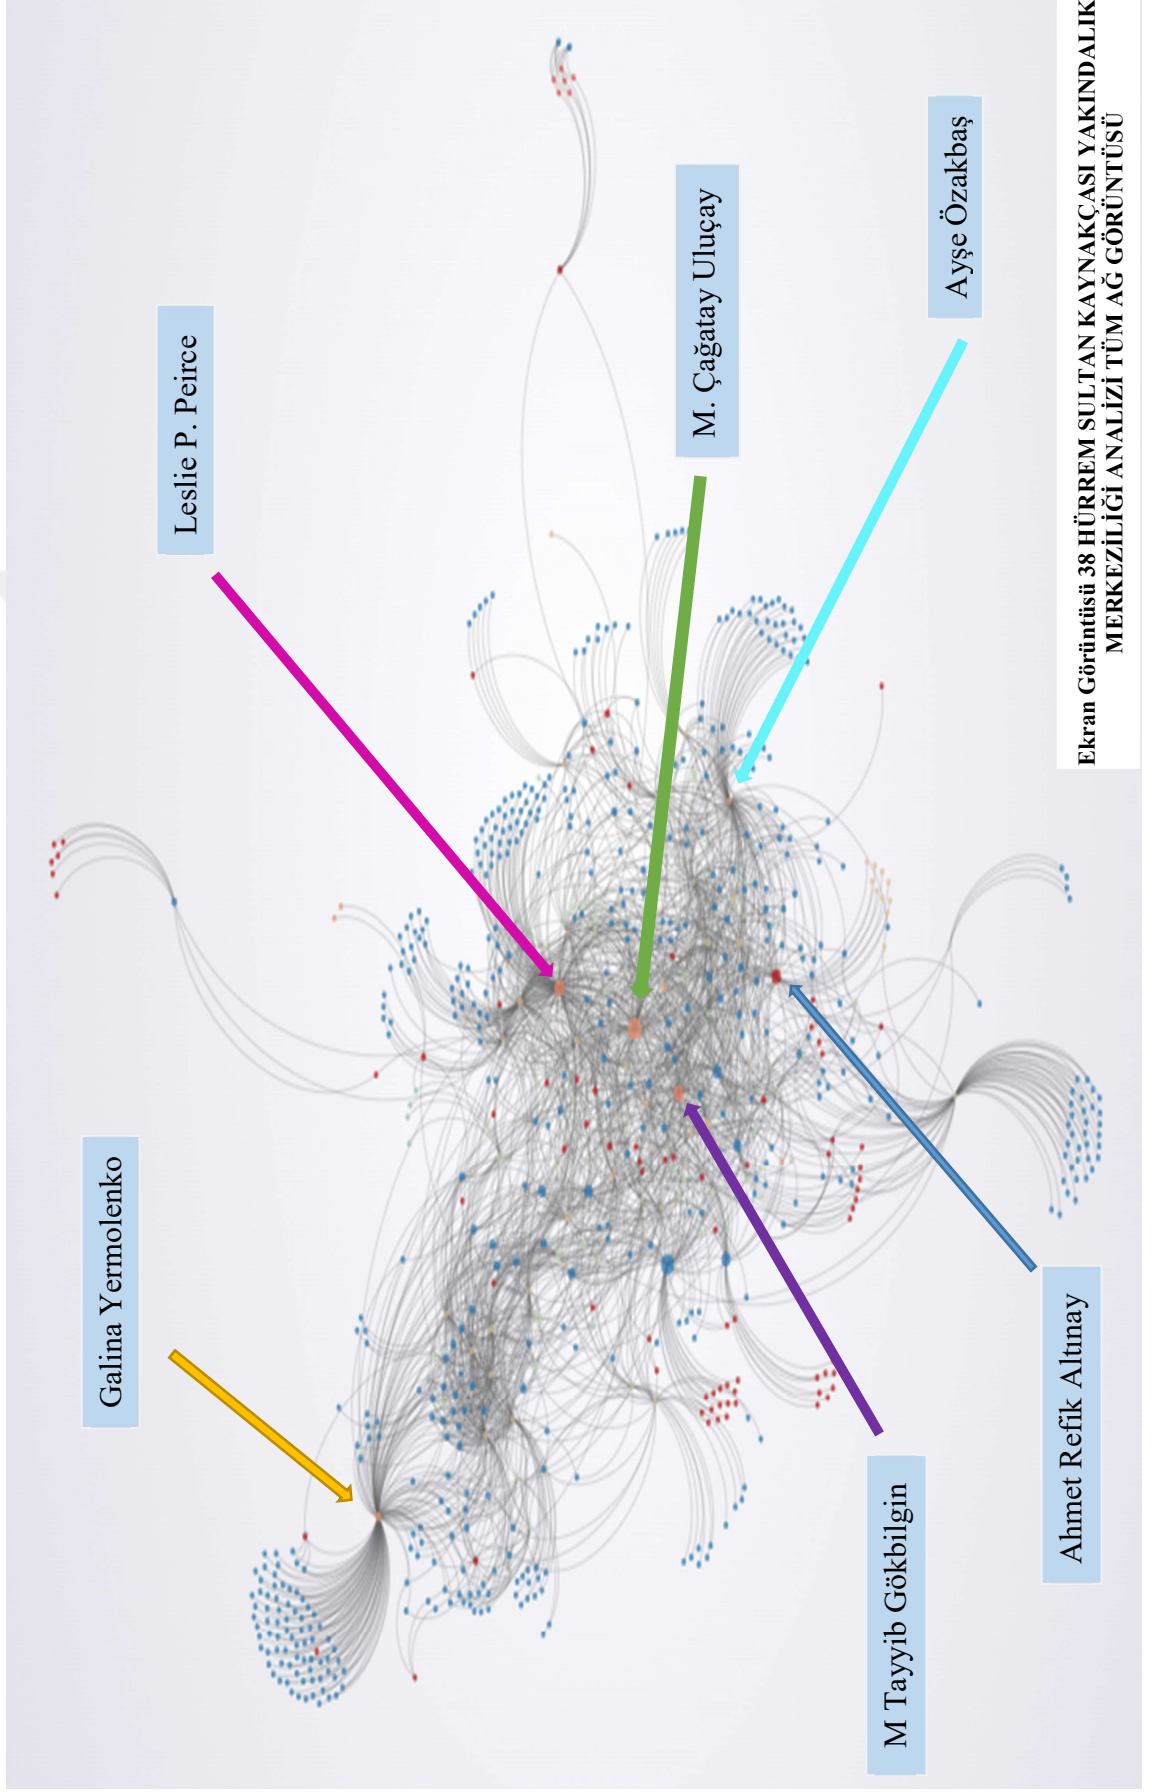 Galina Yermolenko
Leslie P. Peirce
M. Çağatay Uluçay
M Tayyib Gökbilgin
Ayşe Özakbaş
Ahmet Refik Altınay
Ekran Görüntüsü 38 HÜRREM SULTAN KAYNAKÇASI YAKINDALIK
MERKEZİLİĞİ ANALİZİ TÜM AĞ GÖRÜNTÜSÜ